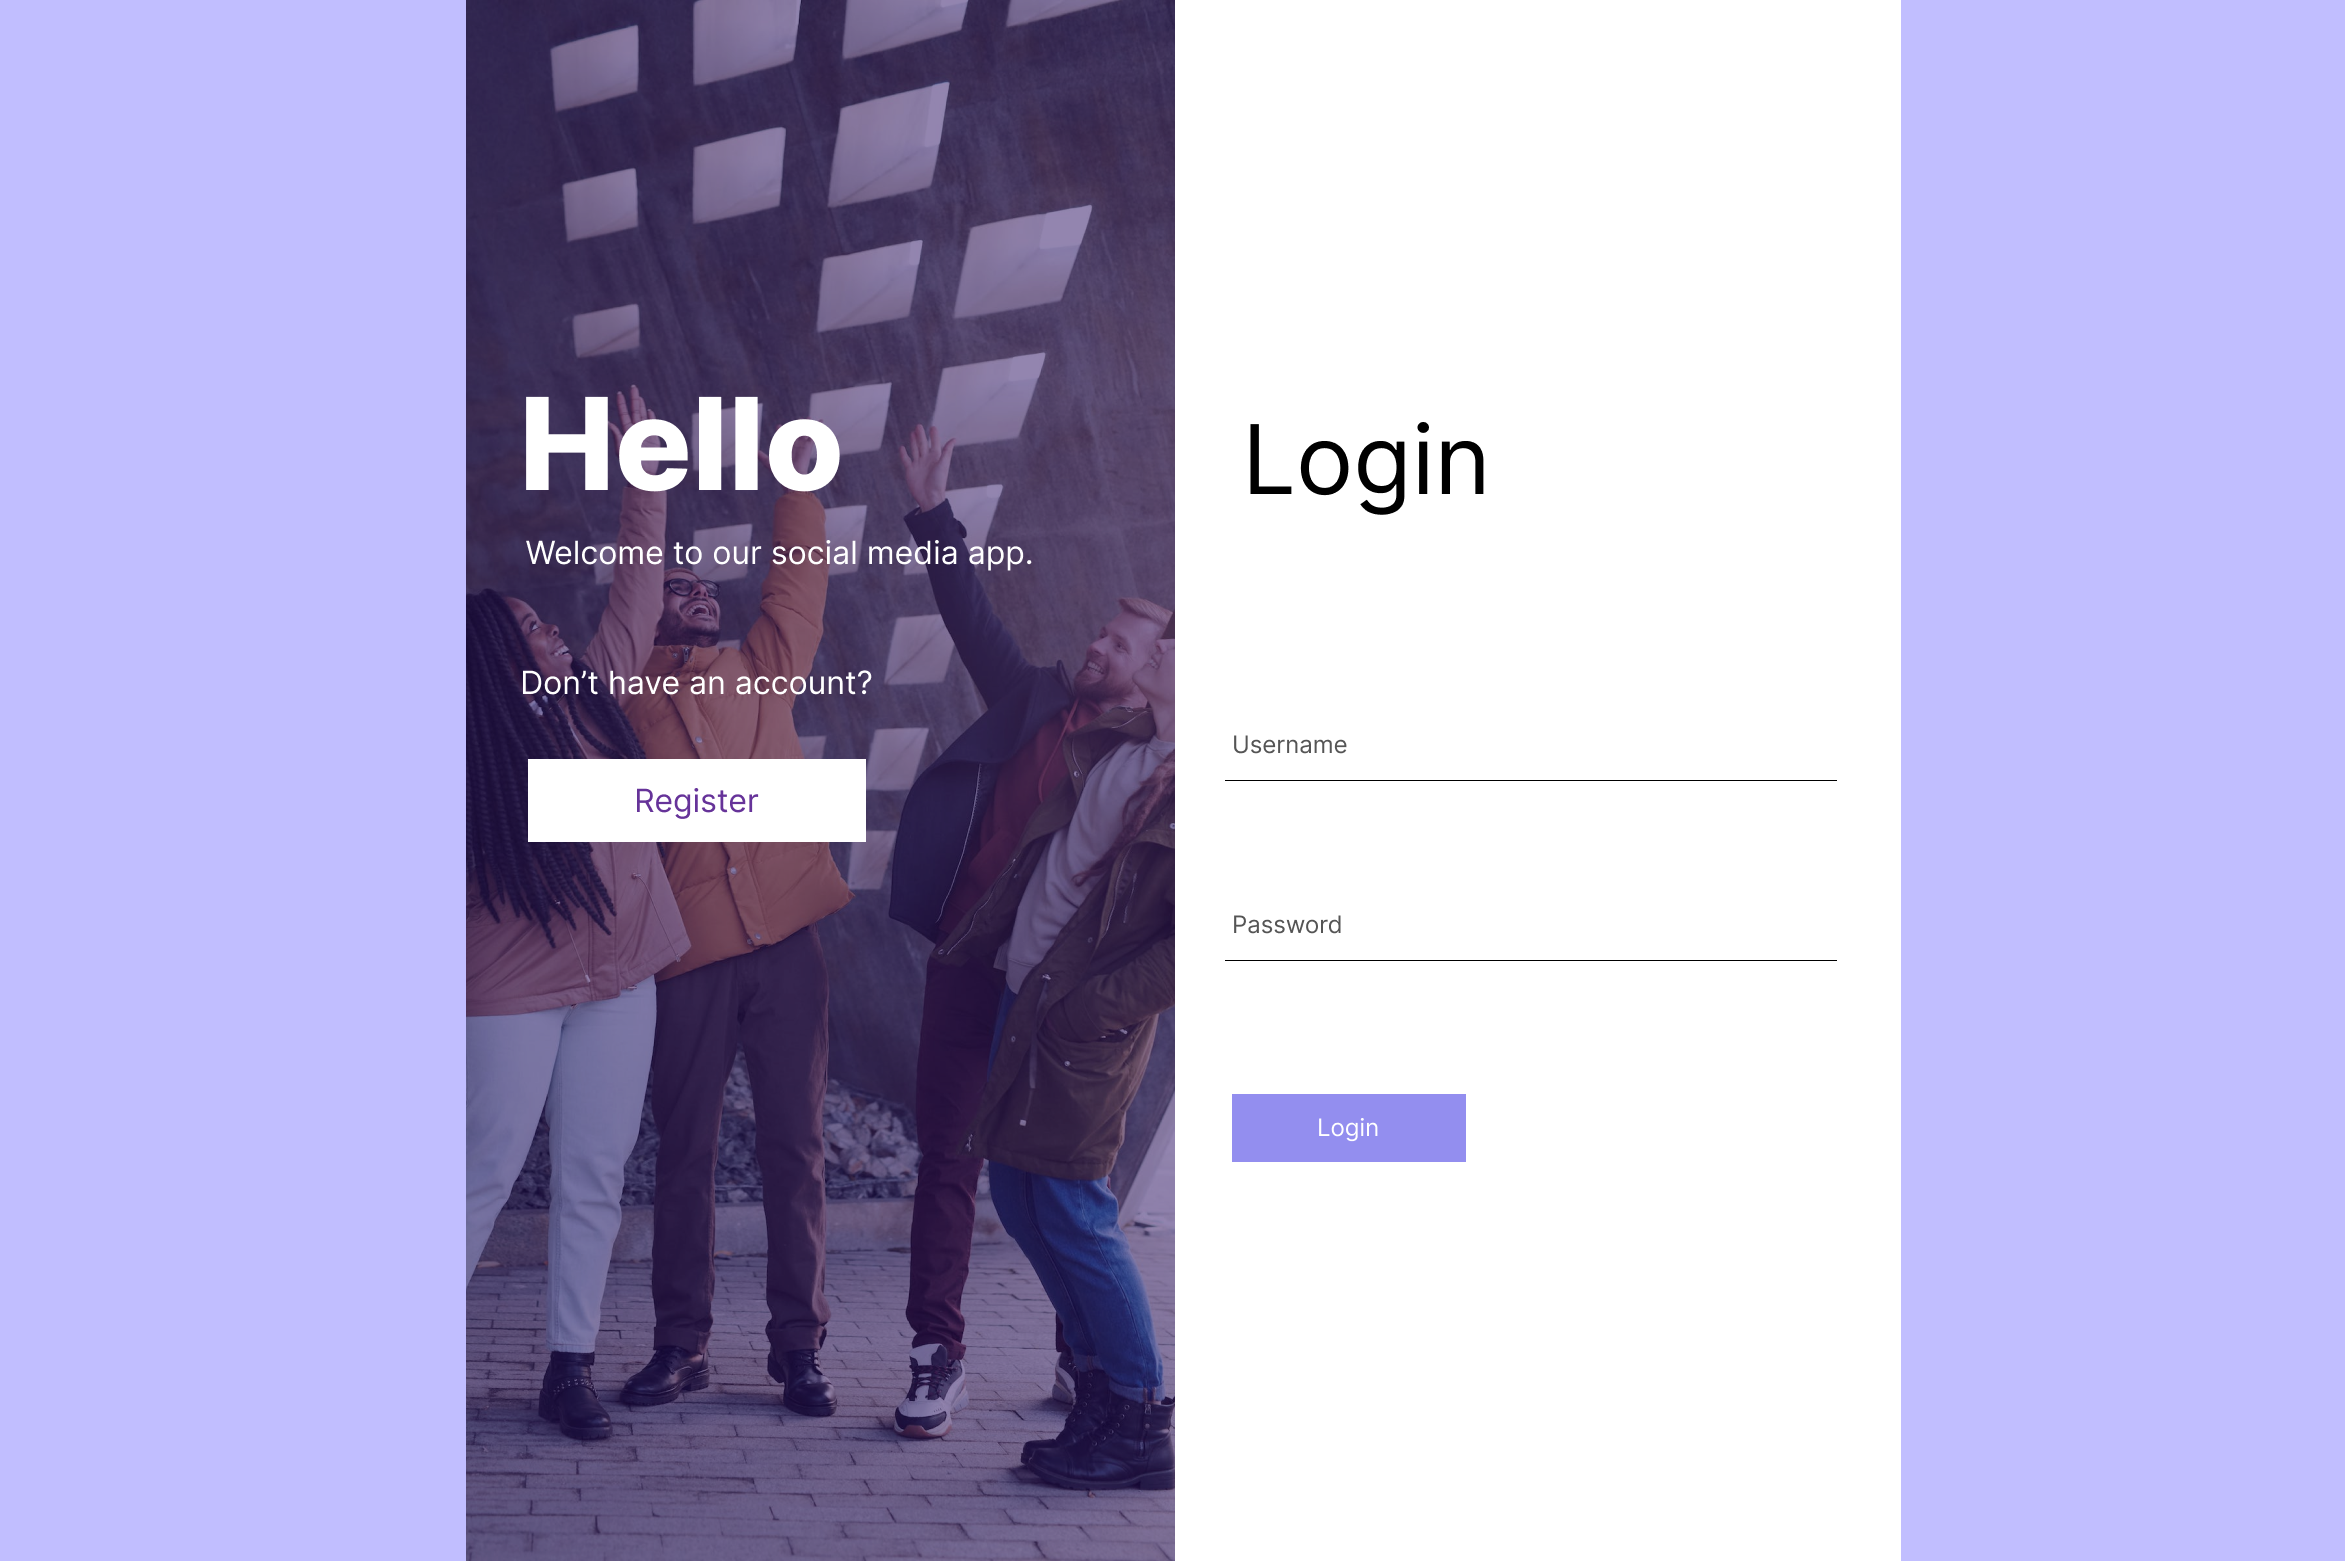 Hello
Welcome to our social media app.
Don’t have an account?
Register
Login
Username
Password
Login